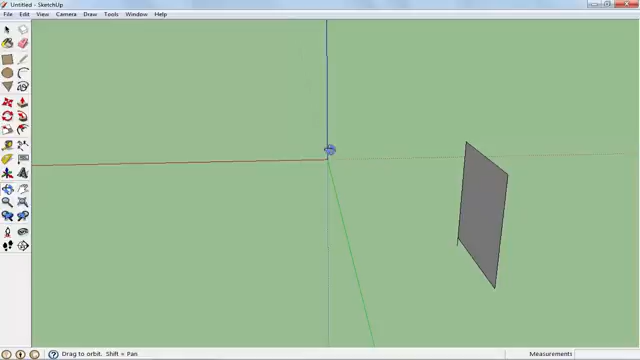 Untitled - SketchUp
File Edit View Camera Draw Tools Window Help
Drag to orbit. Shift = Pan
Measurements